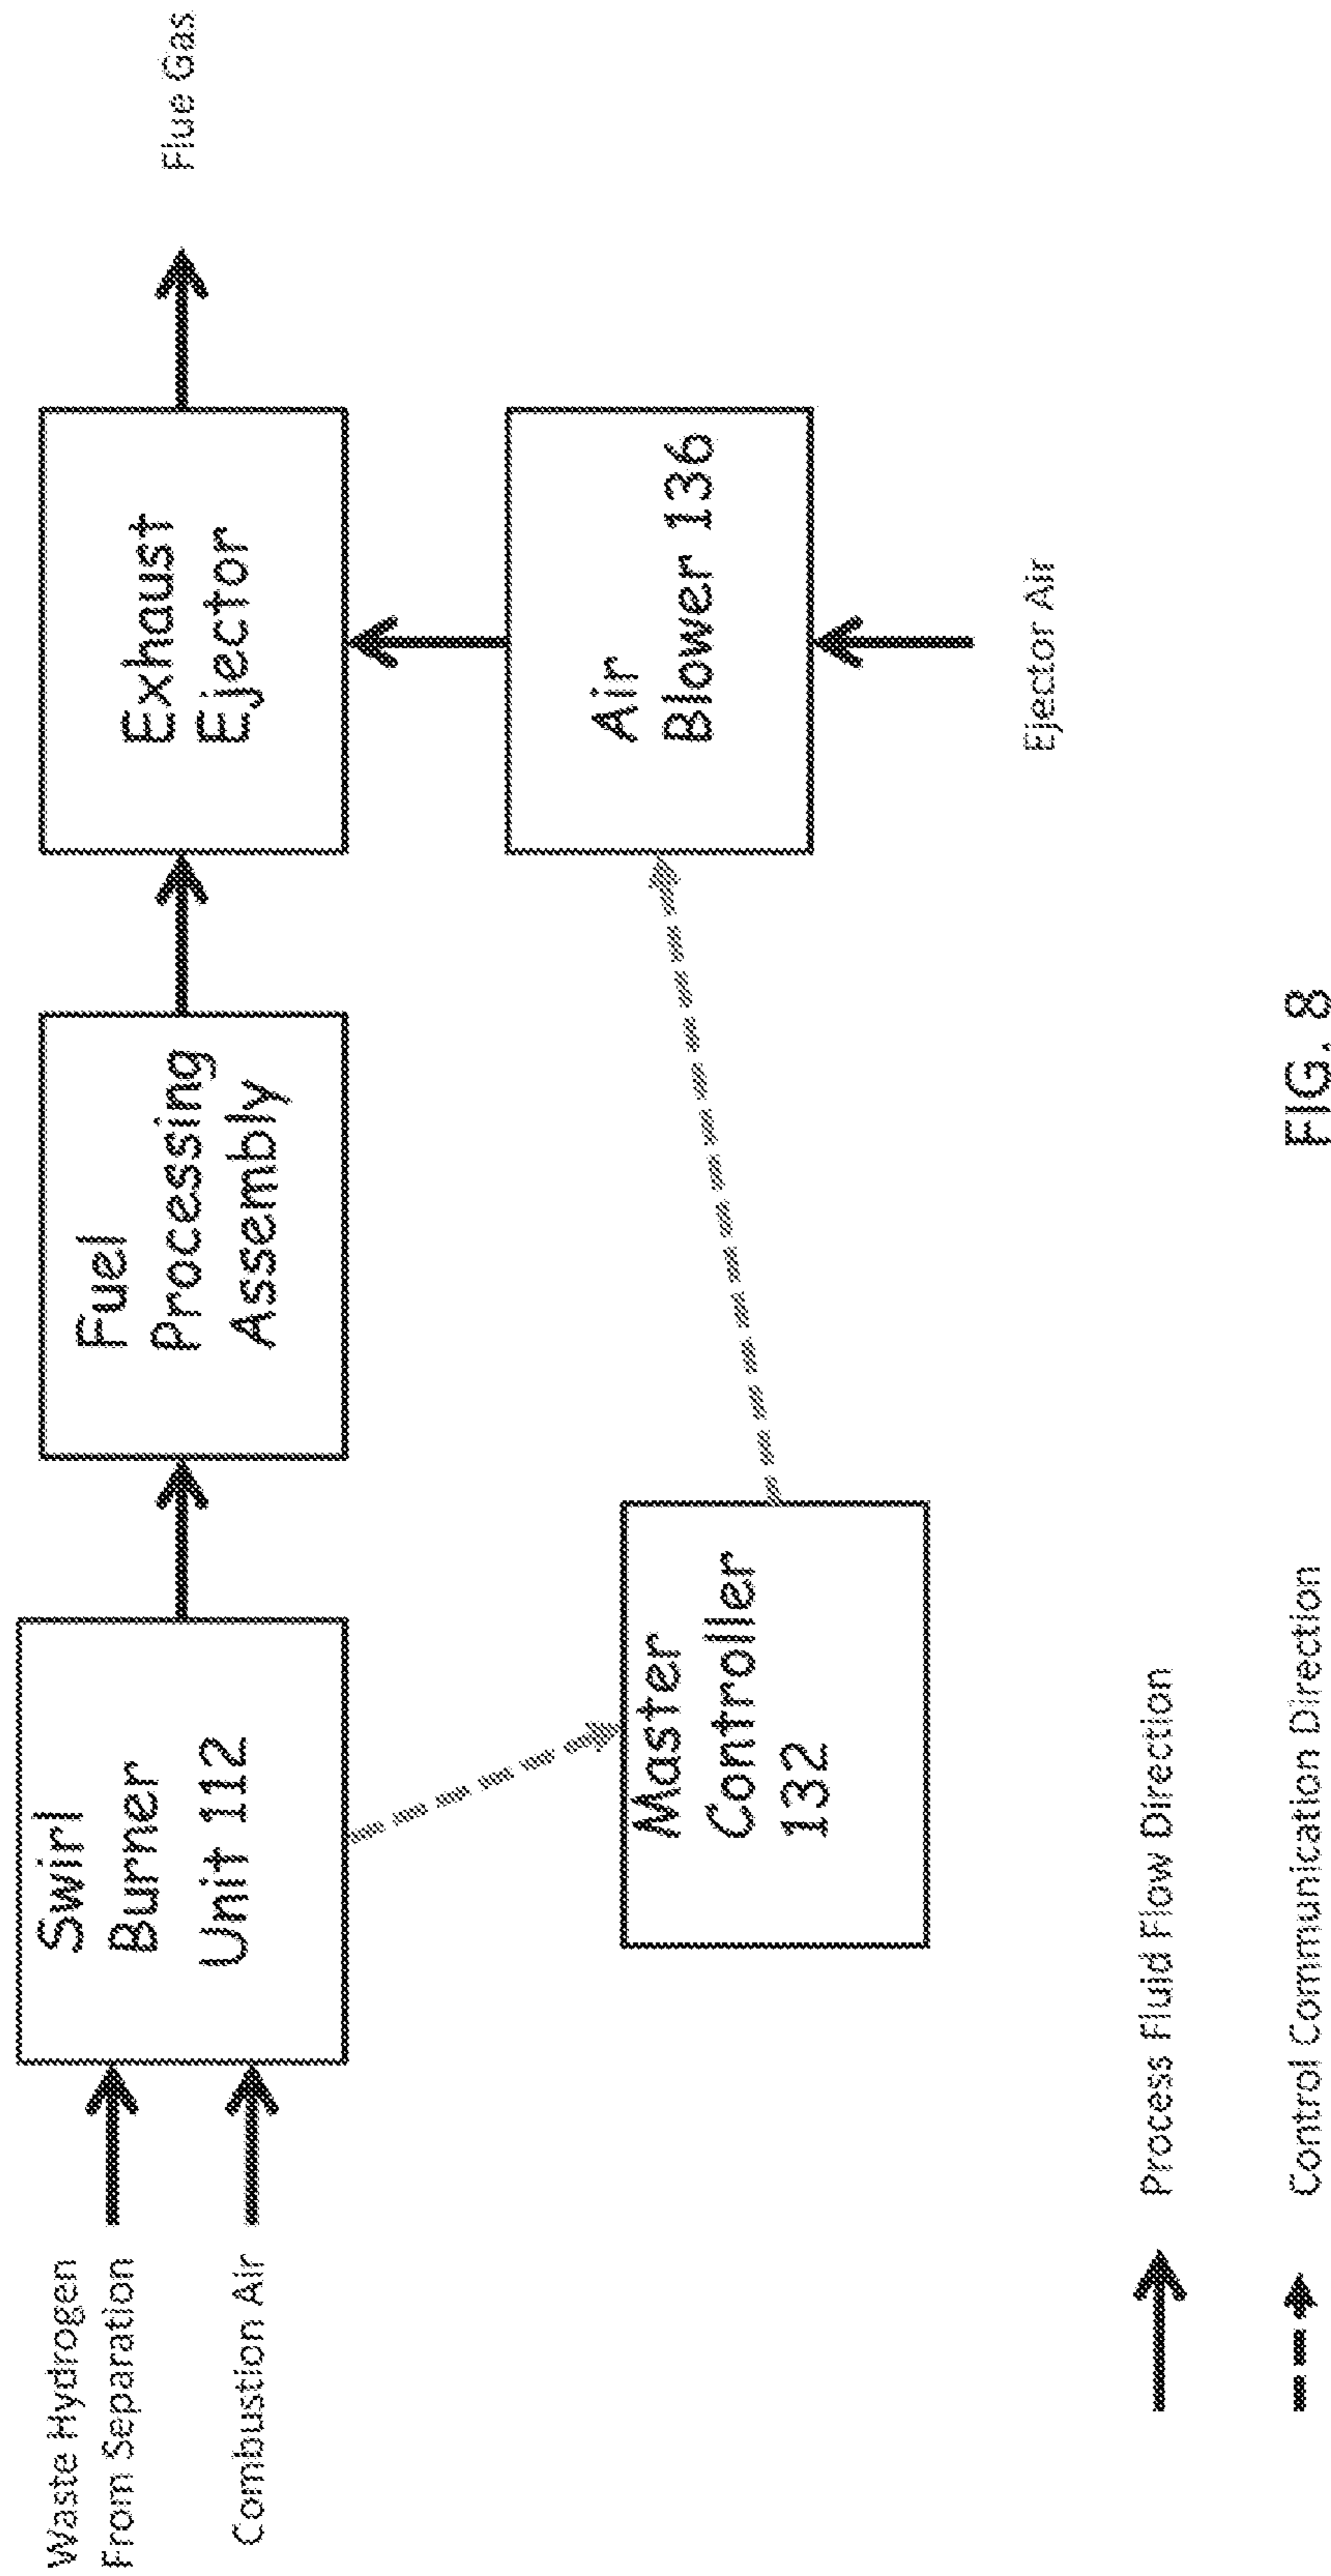 Waste Hydrogen
From Separation
Combustion Air
Swirl
Burner
Unit 112
Fuel
Processing
Assembly
Exhaust
Ejector
Flue Gas
Master
Controller
132
Air
Blower 136
Ejector Air
Process Fluid Flow Direction
Control Communication Direction
FIG. 8